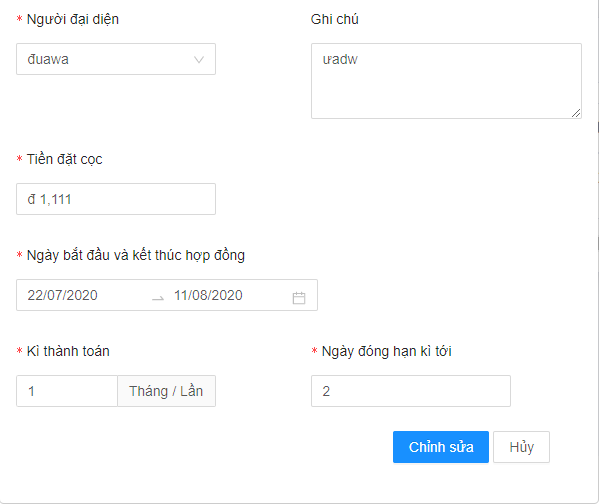 * Người đại diện
Ghi chú
đuawa
ưadw
* Tiền đặt cọc
đ 1,111
* Ngày bắt đầu và kết thúc hợp đồng
22/07/2020 → 11/08/2020
* Kì thành toán
* Ngày đóng hạn kì tới
1 Tháng / Lần
2
Chỉnh sửa Hủy